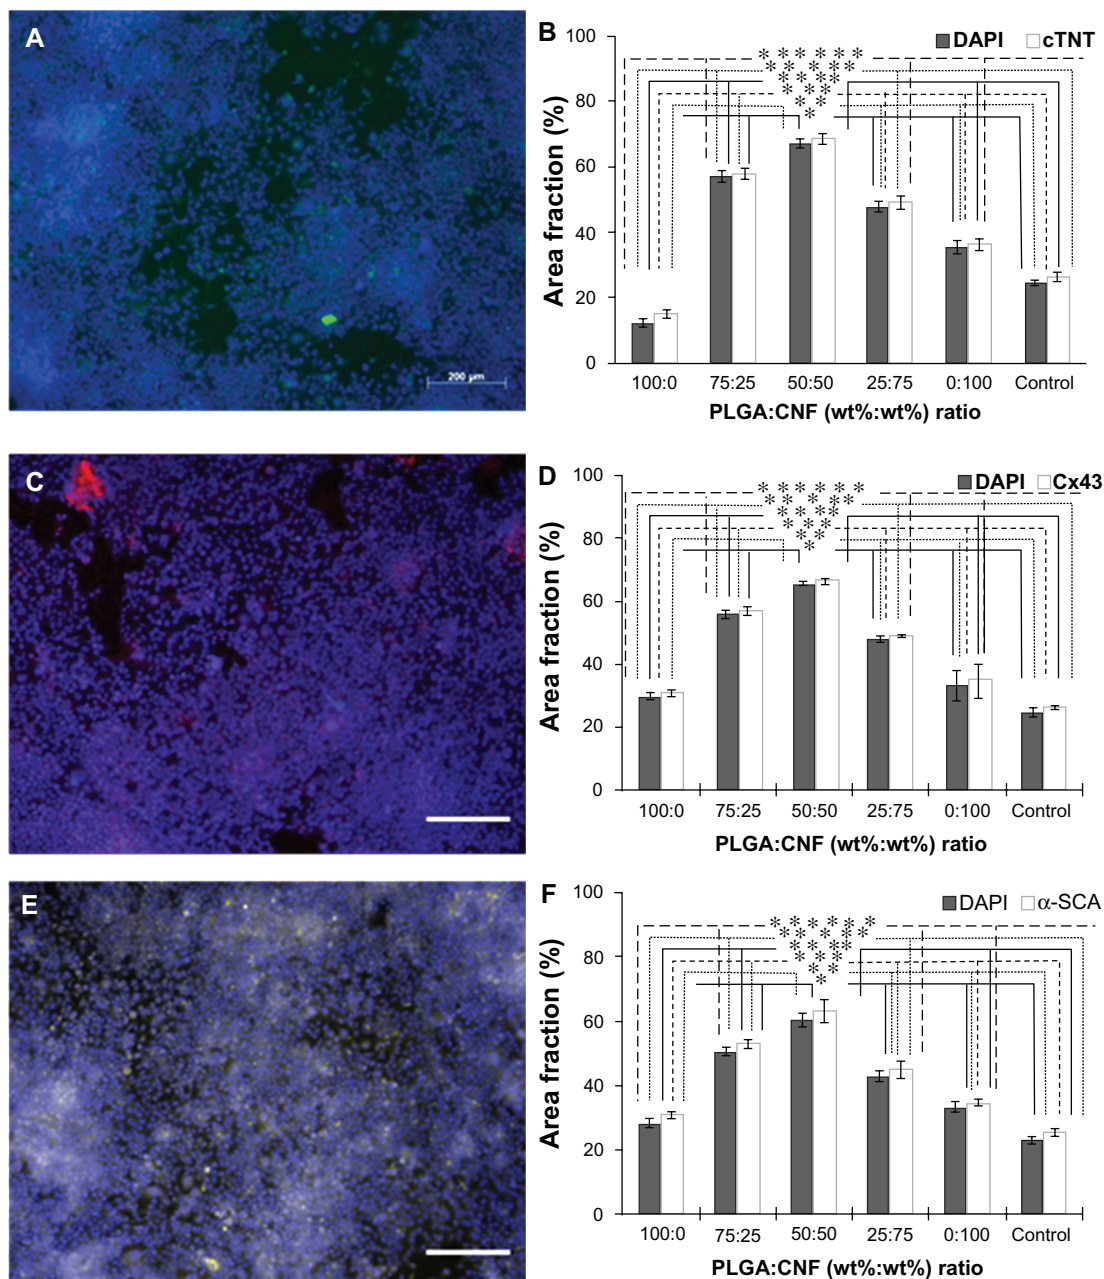 A
200 µm
B
DAPI cTNT
* * * * * *
* * * * *
* * * *
* * *
* *
*
Area fraction (%)
100
80
60
40
20
0
100:0 75:25 50:50 25:75 0:100 Control
PLGA:CNF (wt%:wt%) ratio
C
D
DAPI Cx43
* * * * * *
* * * * *
* * * *
* * *
* *
*
Area fraction (%)
100
80
60
40
20
0
100:0 75:25 50:50 25:75 0:100 Control
PLGA:CNF (wt%:wt%) ratio
E
F
DAPI α-SCA
* * * * * *
* * * * *
* * * *
* * *
* *
*
Area fraction (%)
100
80
60
40
20
0
100:0 75:25 50:50 25:75 0:100 Control
PLGA:CNF (wt%:wt%) ratio